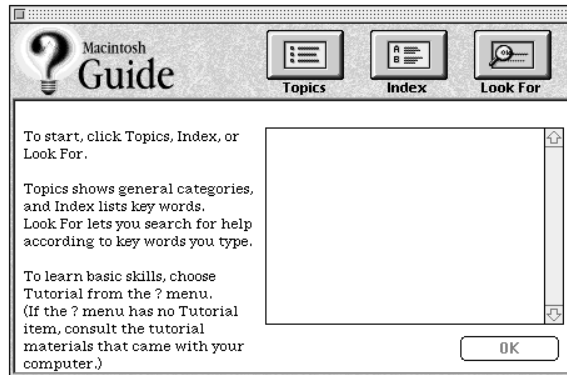 Macintosh
Guide
Topics
Index
Look For
To start, click Topics, Index, or
Look For.
Topics shows general categories,
and Index lists key words.
Look For lets you search for help
according to key words you type.
To learn basic skills, choose
Tutorial from the ? menu.
(If the ? menu has no Tutorial
item, consult the tutorial
materials that came with your
computer.)
OK